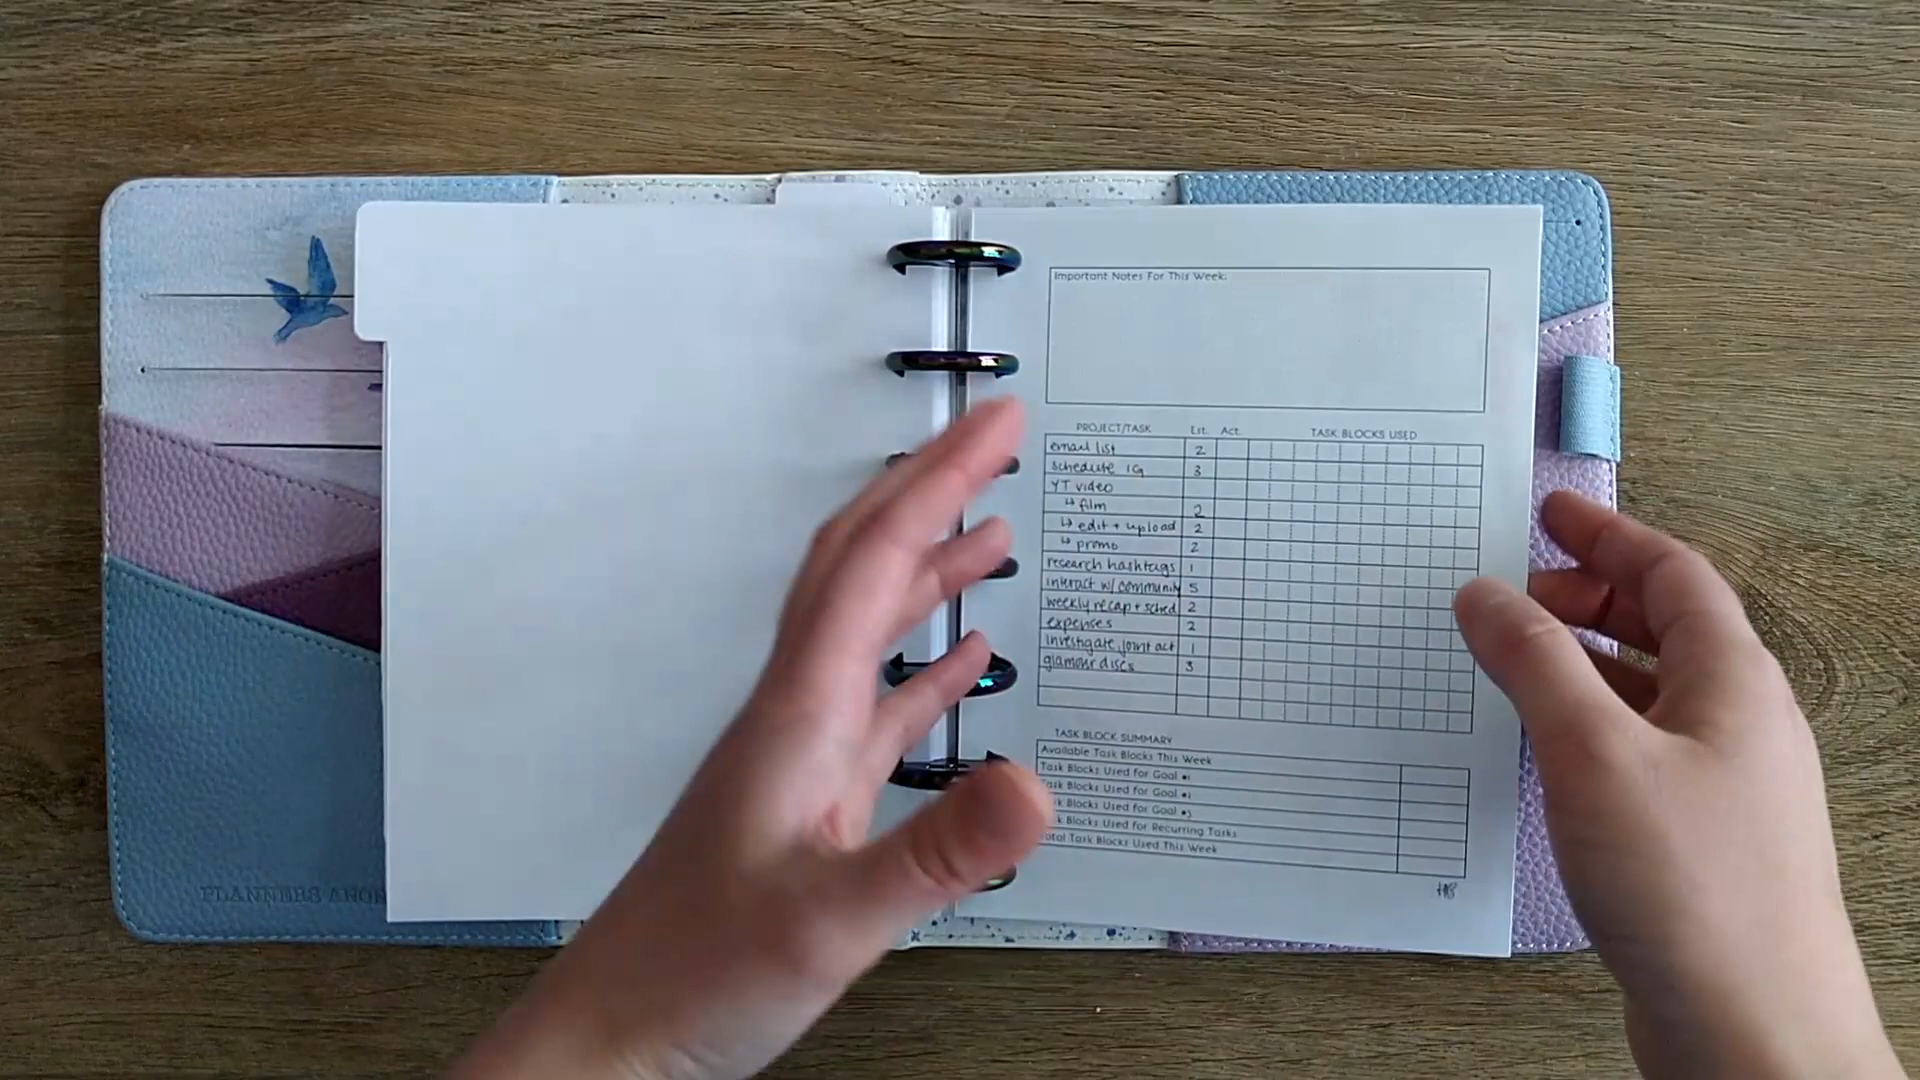 Important Notes For This Week:
PROJECT/TASK Est. Act. TASK BLOCKS USED
email list 2
schedule IG 3
YT video
↳ film 2
↳ edit + upload 2
↳ promo 2
research hashtags 1
interact w/ community 5
weekly recap + sched 2
expenses 2
investigate joint act 1
glamour discs 3
TASK BLOCK SUMMARY
Available Task Blocks This Week
Task Blocks Used for Goal #1
Task Blocks Used for Goal #2
Blocks Used for Goal #3
Blocks Used for Recurring Tasks
Task Blocks Used This Week
PLANNERS